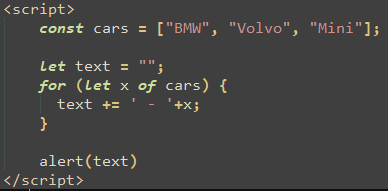 <script>
const cars = ["BMW", "Volvo", "Mini"];
let text = "";
for (let x of cars) {
text += ' - '+x;
}
alert(text)
</script>